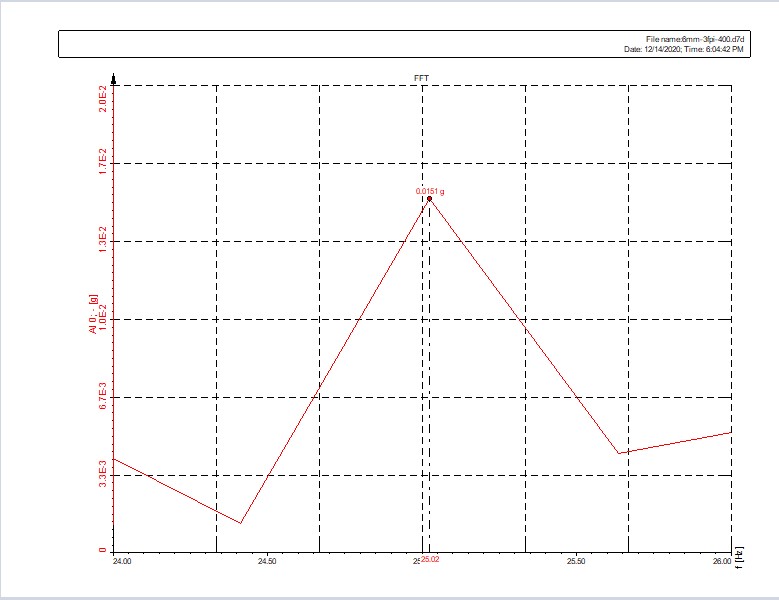 File name:6mm-3fpi-400.d7d
Date: 12/14/2020; Time: 6:04:42 PM
FFT
2.0E-2
1.7E-2
0.0151 g
1.3E-2
AI 0; - [g]
1.0E-2
6.7E-3
3.3E-3
0
24.00
24.50
25.02
25.50
26.00
f [Hz]